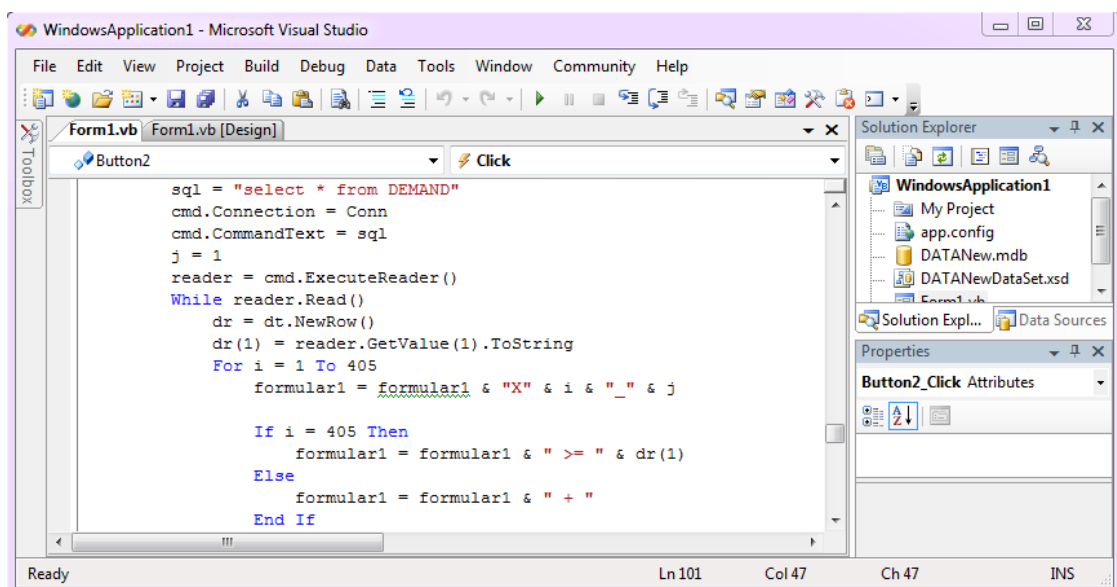 WindowsApplication1 - Microsoft Visual Studio
File Edit View Project Build Debug Data Tools Window Community Help
Toolbox
Form1.vb Form1.vb [Design]
Button2 Click
sql = "select * from DEMAND"
cmd.Connection = Conn
cmd.CommandText = sql
j = 1
reader = cmd.ExecuteReader()
While reader.Read()
dr = dt.NewRow()
dr(1) = reader.GetValue(1).ToString
For i = 1 To 405
formular1 = formular1 & "X" & i & "_" & j
If i = 405 Then
formular1 = formular1 & " >= " & dr(1)
Else
formular1 = formular1 & " + "
End If
Solution Explorer
WindowsApplication1
My Project
app.config
DATANew.mdb
DATANewDataSet.xsd
Form1.vb
Solution Expl... Data Sources
Properties
Button2_Click Attributes
Ready Ln 101 Col 47 Ch 47 INS